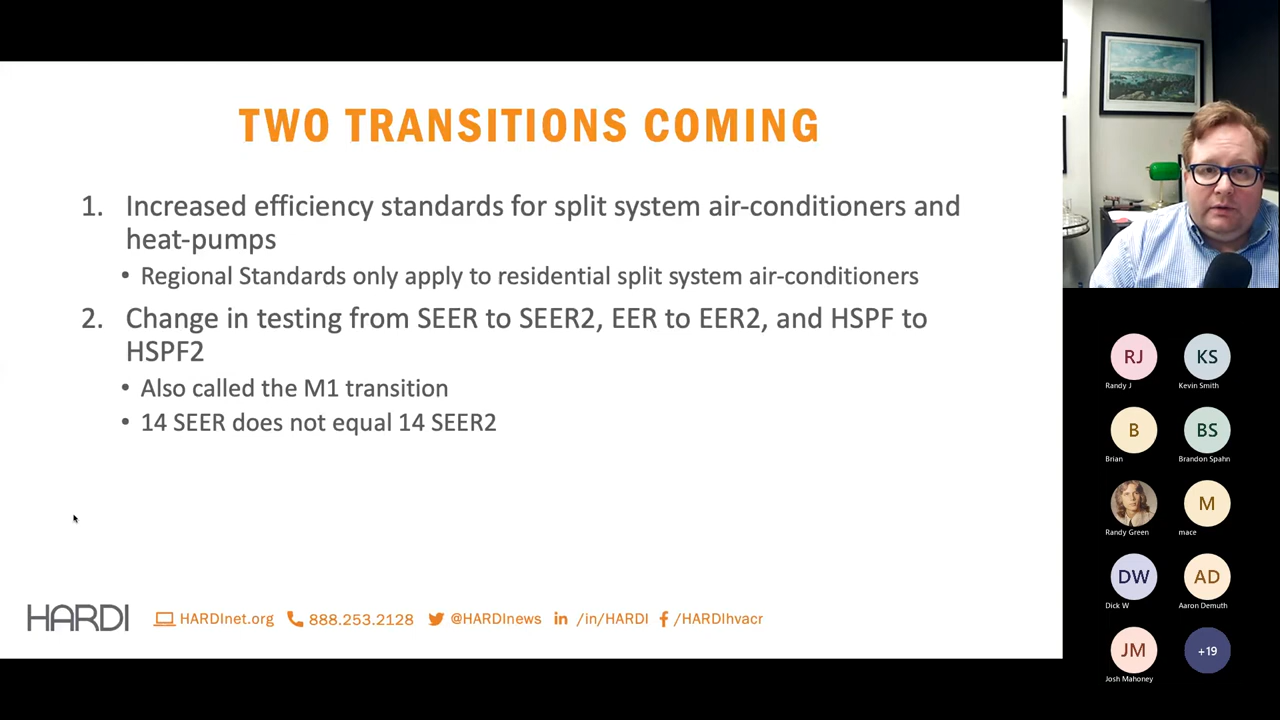 TWO TRANSITIONS COMING
1. Increased efficiency standards for split system air-conditioners and
heat-pumps
• Regional Standards only apply to residential split system air-conditioners
2. Change in testing from SEER to SEER2, EER to EER2, and HSPF to
HSPF2
• Also called the M1 transition
• 14 SEER does not equal 14 SEER2
HARDI HARDInet.org 888.253.2128 @HARDInews in /in/HARDI f /HARDIhvacr
RJ KS
Randy J Kevin Smith
B BS
Brian Brandon Spahn
M
Randy Green mace
DW AD
Dick W Aaron Demuth
JM +19
Josh Mahoney